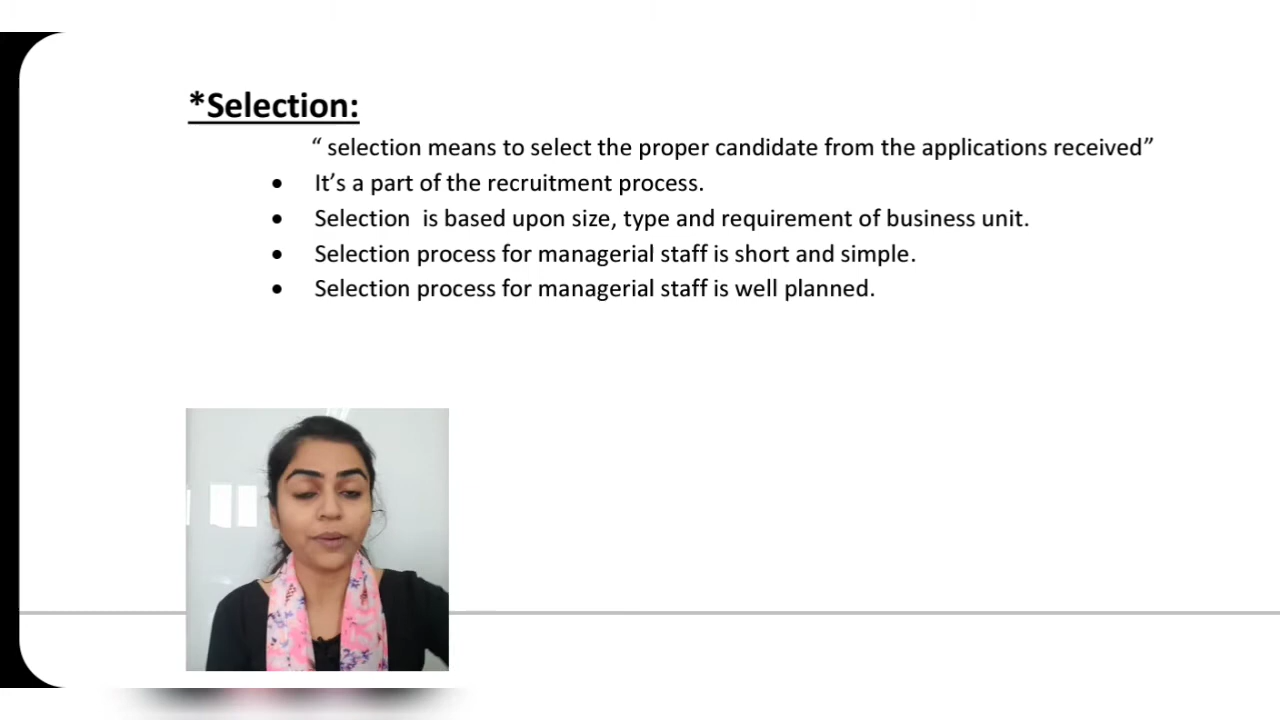 *Selection:
“ selection means to select the proper candidate from the applications received”
• It’s a part of the recruitment process.
• Selection  is based upon size, type and requirement of business unit.
• Selection process for managerial staff is short and simple.
• Selection process for managerial staff is well planned.